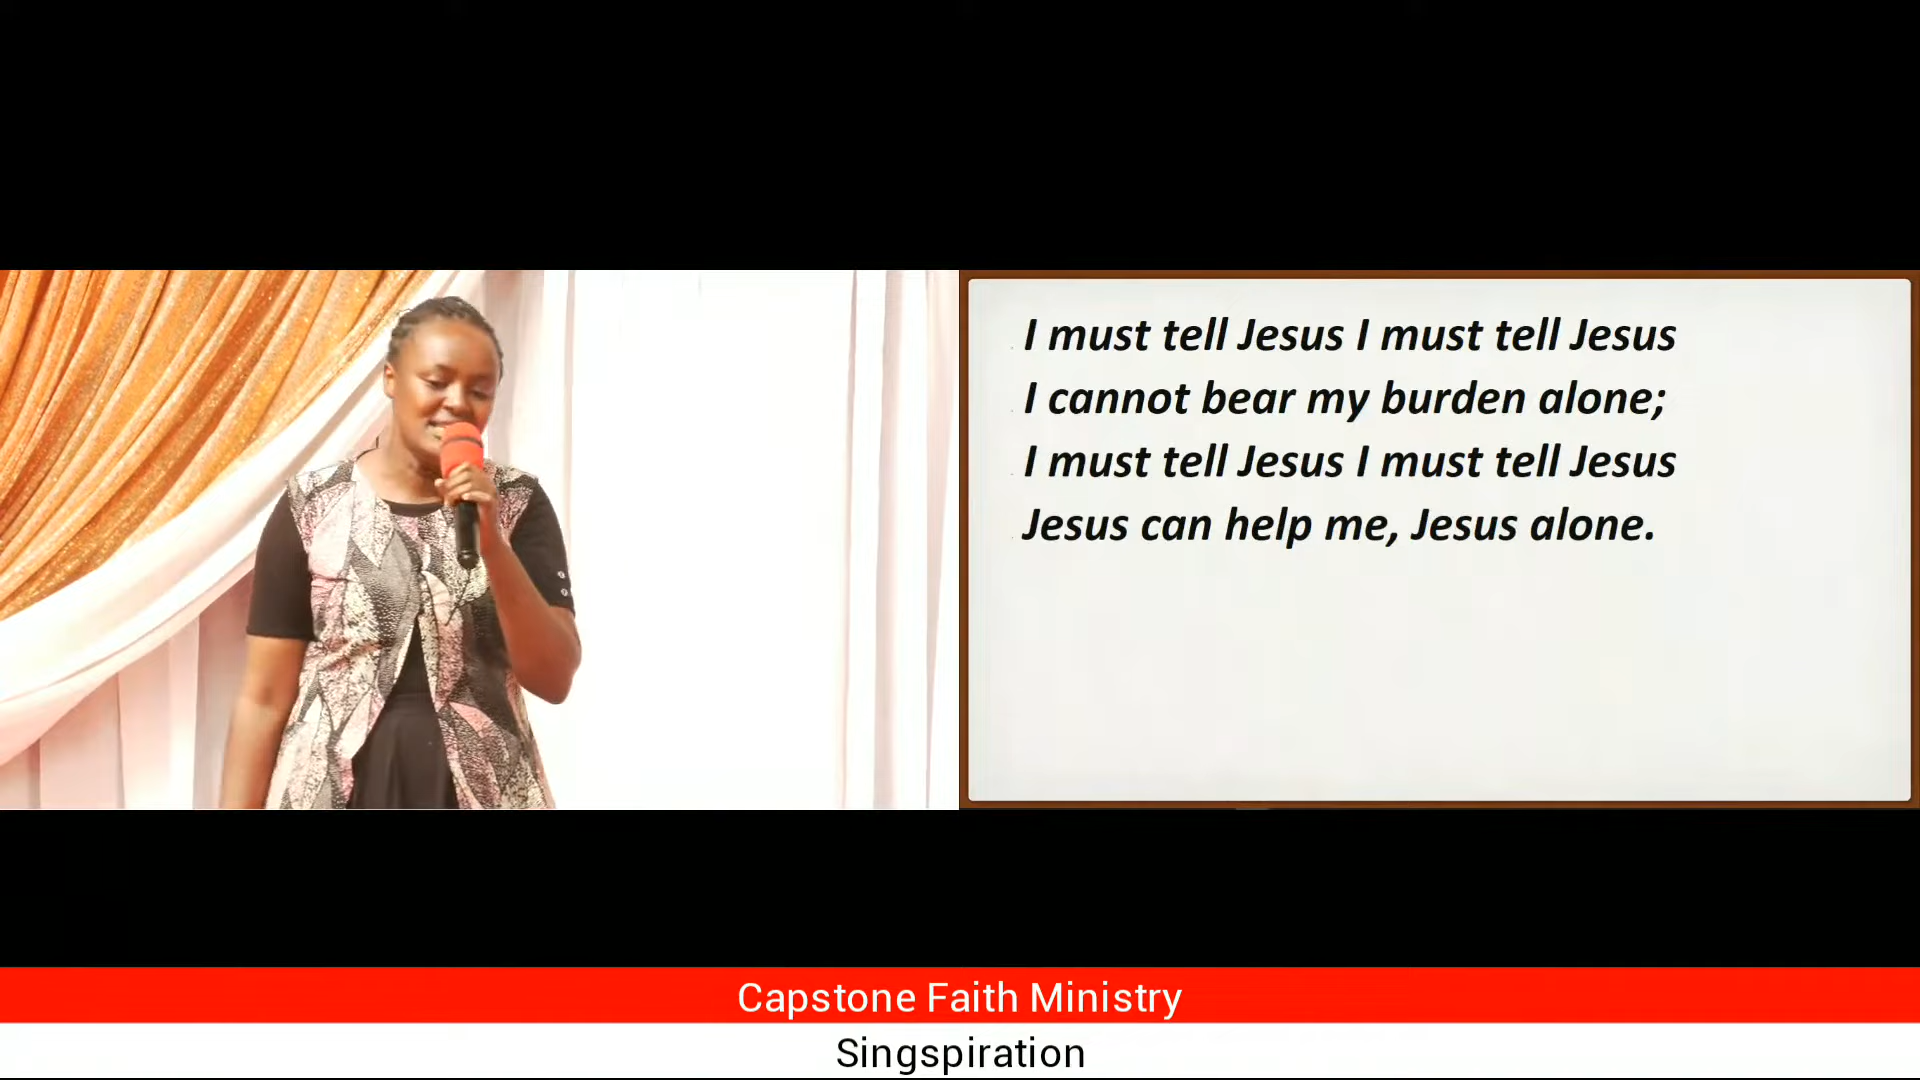 I must tell Jesus I must tell Jesus
I cannot bear my burden alone;
I must tell Jesus I must tell Jesus
Jesus can help me, Jesus alone.
Capstone Faith Ministry
Singspiration